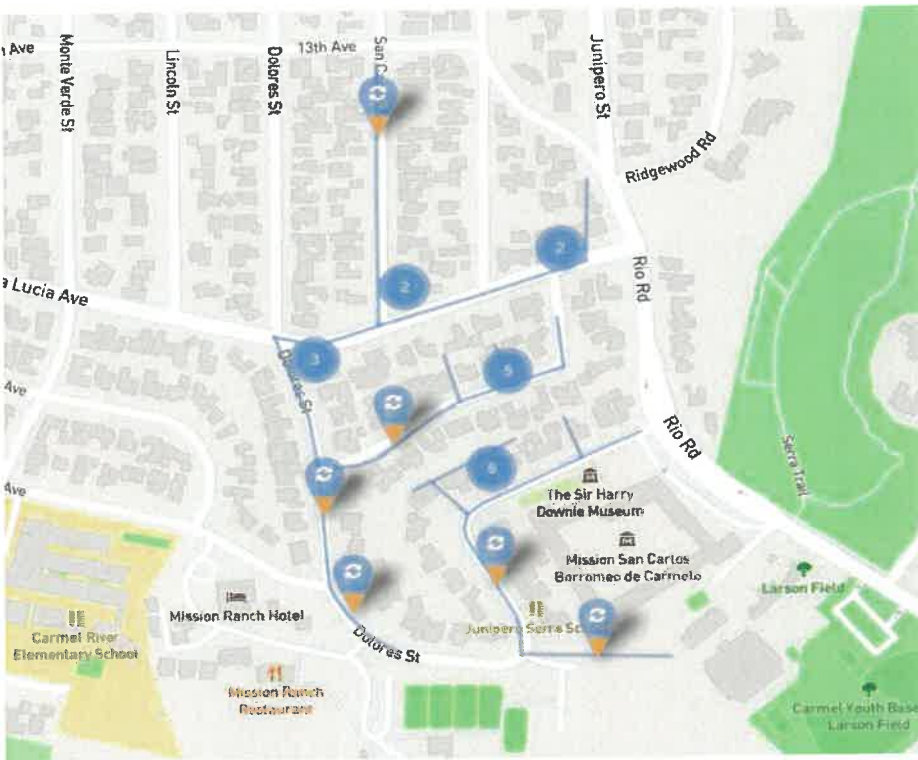 Ave
13th Ave
Monte Verde St
Lincoln St
Dolores St
Junipero St
Ridgewood Rd
a Lucia Ave
2
2
Rio Rd
3
5
Dolores St
Ave
Rio Rd
6
Serra Trail
The Sir Harry
Downie Museum
Ave
Mission San Carlos
Borromeo de Carmelo
Larson Field
Mission Ranch Hotel
Junipero Serra Sc
Carmel River
Elementary School
Dolores St
Mission Ranch
Restaurant
Carmel Youth Base
Larson Field